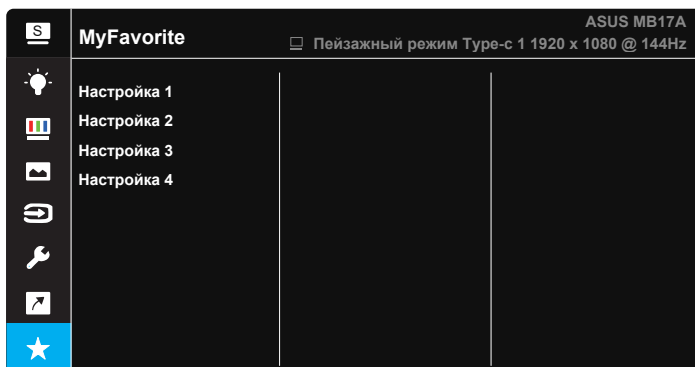 S
ASUS MB17A
MyFavorite
Пейзажный режим Type-c 1 1920 x 1080 @ 144Hz
Настройка 1
Настройка 2
Настройка 3
Настройка 4